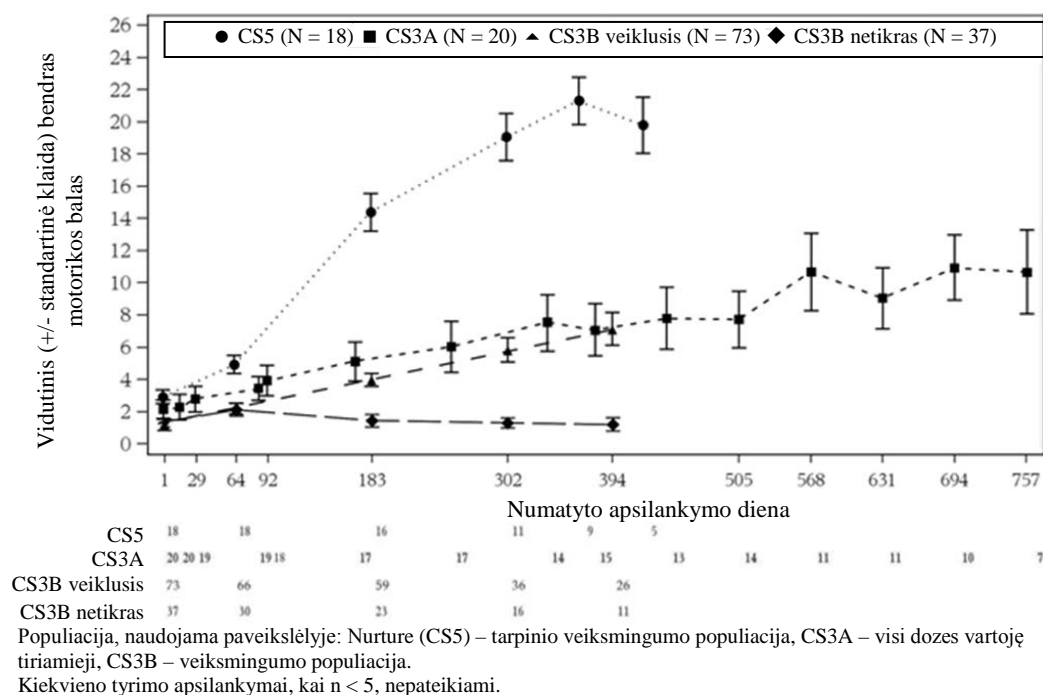 26
24
22
20
18
16
14
12
10
8
6
4
2
0
CS5 (N = 18) CS3A (N = 20) CS3B veiklusis (N = 73) CS3B netikras (N = 37)
Vidutinis (+/- standartinė klaida) bendras
motorikos balas
1 29 64 92 183 302 394 505 568 631 694 757
Numatyto apsilankymo diena
CS5 18 18 16 11 9 5
CS3A 20 20 19 19 18 17 17 14 15 13 14 11 11 10 7
CS3B veiklusis 73 66 59 36 26
CS3B netikras 37 30 23 16 11
Populiacija, naudojama paveikslėlyje: Nurture (CS5) – tarpinio veiksmingumo populiacija, CS3A – visi dozes vartoję
tiriamieji, CS3B – veiksmingumo populiacija.
Kiekvieno tyrimo apsilankymai, kai n < 5, nepateikiami.